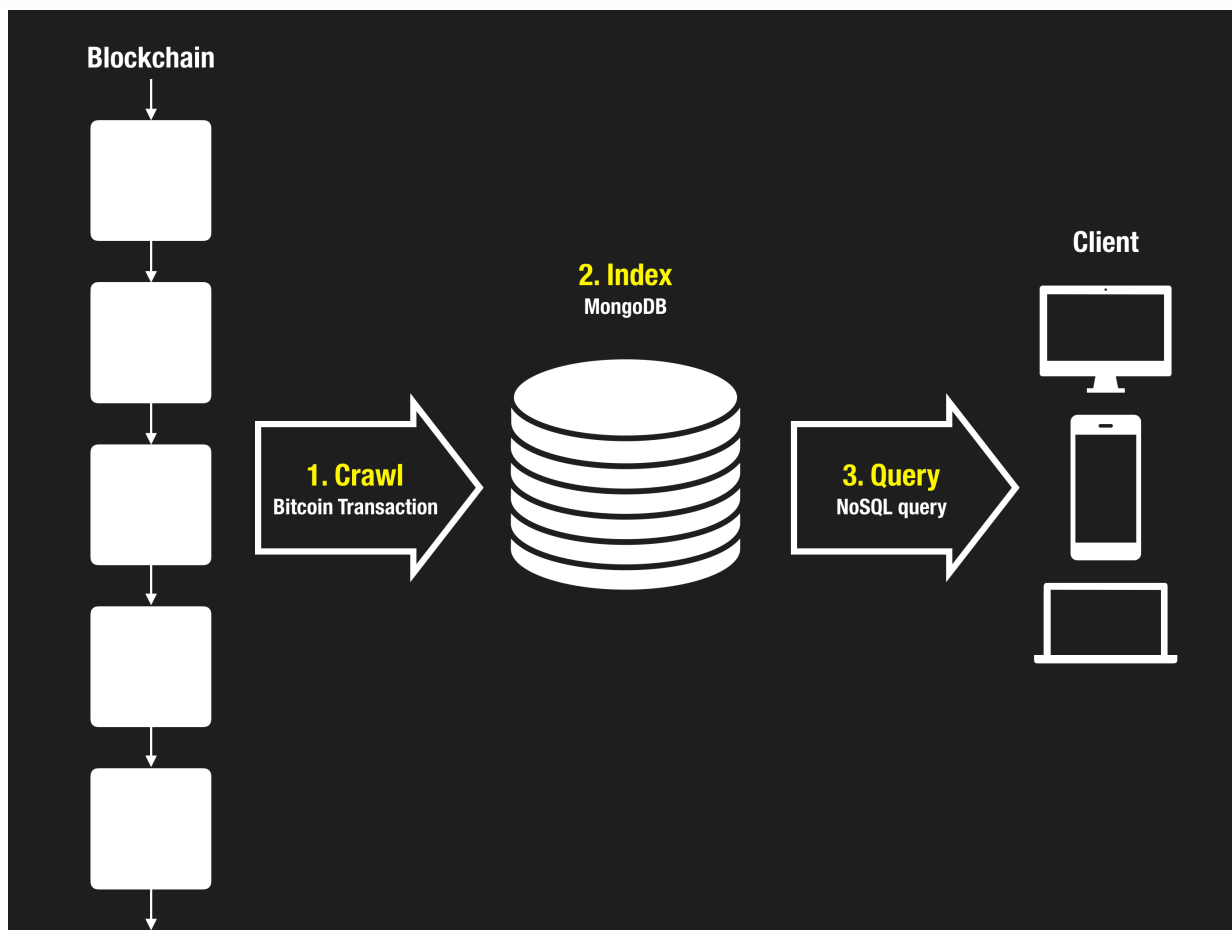 Blockchain
1. Crawl
Bitcoin Transaction
2. Index
MongoDB
3. Query
NoSQL query
Client